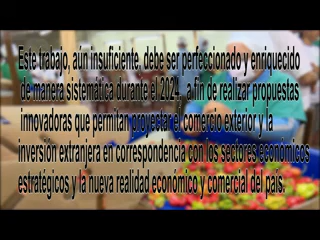 Este trabajo, aún insuficiente, debe ser perfeccionado y enriquecido
de manera sistemática durante el 2024, a fin de realizar propuestas
innovadoras que permitan proyectar el comercio exterior y la
inversión extranjera en correspondencia con los sectores económicos
estratégicos y la nueva realidad económico y comercial del país.